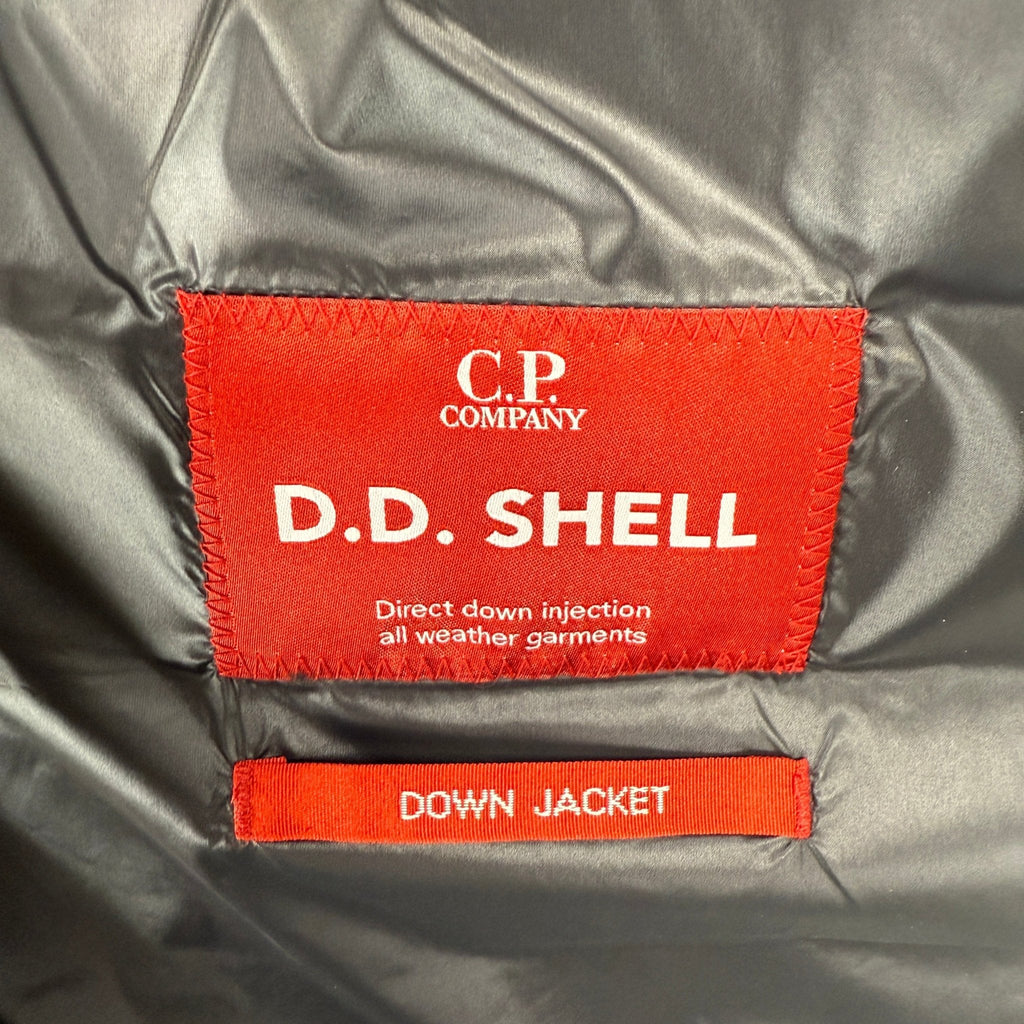 C.P.
COMPANY
D.D. SHELL
Direct down injection
all weather garments
DOWN JACKET